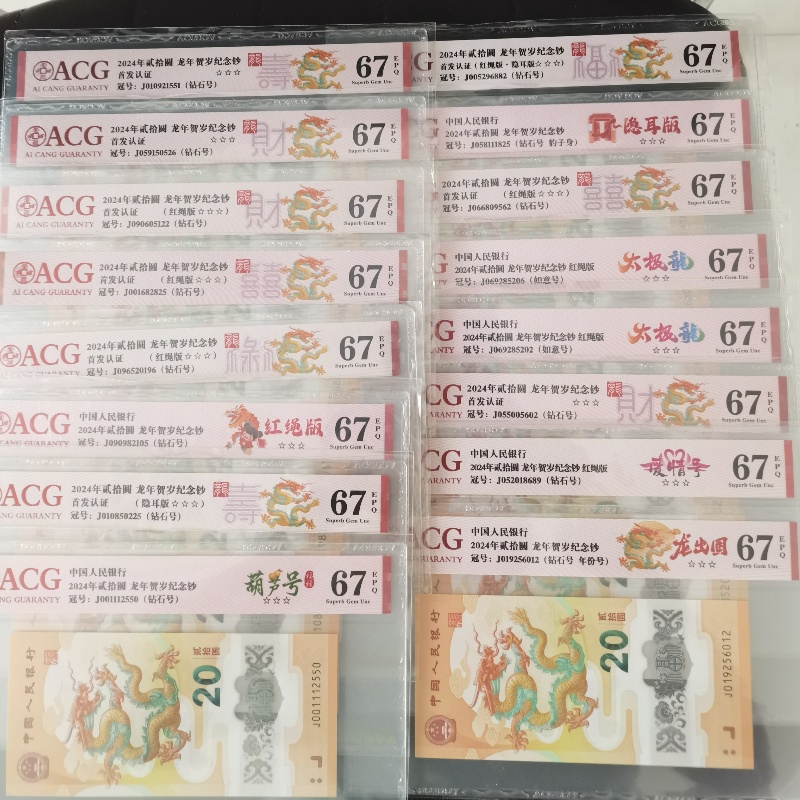 ACG
AI CANG GUARANTY
2024年贰拾圆 龙年贺岁纪念钞
首发认证 ☆☆☆
冠号: J010921551 (钻石号)
壽
67 EPQ
Superb Gem Unc
ACG
AI CANG GUARANTY
2024年贰拾圆 龙年贺岁纪念钞
首发认证 ☆☆☆
冠号: J059150526 (钻石号)
財
67 EPQ
Superb Gem Unc
ACG
AI CANG GUARANTY
2024年贰拾圆 龙年贺岁纪念钞
首发认证 (红绳版☆☆☆)
冠号: J090605122 (钻石号)
財
67 EPQ
Superb Gem Unc
ACG
AI CANG GUARANTY
2024年贰拾圆 龙年贺岁纪念钞
首发认证 (红绳版☆☆☆)
冠号: J001682825 (钻石号)
囍
67 EPQ
Superb Gem Unc
ACG
AI CANG GUARANTY
2024年贰拾圆 龙年贺岁纪念钞
首发认证 (红绳版☆☆☆)
冠号: J096520196 (钻石号)
禄
67 EPQ
Superb Gem Unc
ACG
CANG GUARANTY
中国人民银行
2024年贰拾圆 龙年贺岁纪念钞
冠号: J090982105 (钻石号)
红绳版
☆☆☆
67 EPQ
Superb Gem Unc
ACG
CANG GUARANTY
2024年贰拾圆 龙年贺岁纪念钞
首发认证 (隐耳版☆☆☆)
冠号: J010850225 (钻石号)
壽
67 EPQ
Superb Gem Unc
ACG
CANG GUARANTY
中国人民银行
2024年贰拾圆 龙年贺岁纪念钞
冠号: J001112550 (钻石号)
葫芦号
☆☆☆
67 EPQ
Superb Gem Unc
中国人民银行
贰拾圆
20
J001112550
CG
RANTY
2024年贰拾圆 龙年贺岁纪念钞
首发认证 (红绳版·隐耳版☆☆☆)
冠号: J005296882 (钻石号)
福
67 EPQ
Superb Gem Unc
中国人民银行
2024年贰拾圆 龙年贺岁纪念钞
冠号: J058111825 (钻石号 豹子身)
隐耳版
☆☆☆
67 EPQ
Superb Gem Unc
2024年贰拾圆 龙年贺岁纪念钞
首发认证 (红绳版☆☆☆)
冠号: J066809562 (钻石号)
囍
67 EPQ
Superb Gem Unc
CG
UARANTY
中国人民银行
2024年贰拾圆 龙年贺岁纪念钞 红绳版
冠号: J069285206 (如意号)
太极龍
☆☆☆
67 EPQ
Superb Gem Unc
CG
UARANTY
中国人民银行
2024年贰拾圆 龙年贺岁纪念钞 红绳版
冠号: J069285202 (如意号)
太极龍
☆☆☆
67 EPQ
Superb Gem Unc
CG
GUARANTY
2024年贰拾圆 龙年贺岁纪念钞
首发认证 ☆☆☆
冠号: J055005602 (钻石号)
財
67 EPQ
Superb Gem Unc
CG
GUARANTY
中国人民银行
2024年贰拾圆 龙年贺岁纪念钞 红绳版
冠号: J052018689 (钻石号)
爱情号
☆☆☆
67 EPQ
Superb Gem Unc
CG
GUARANTY
中国人民银行
2024年贰拾圆 龙年贺岁纪念钞
冠号: J019256012 (钻石号 年份号)
龙出圆
☆☆☆
67 EPQ
Superb Gem Unc
中国人民银行
贰拾圆
20
J019256012